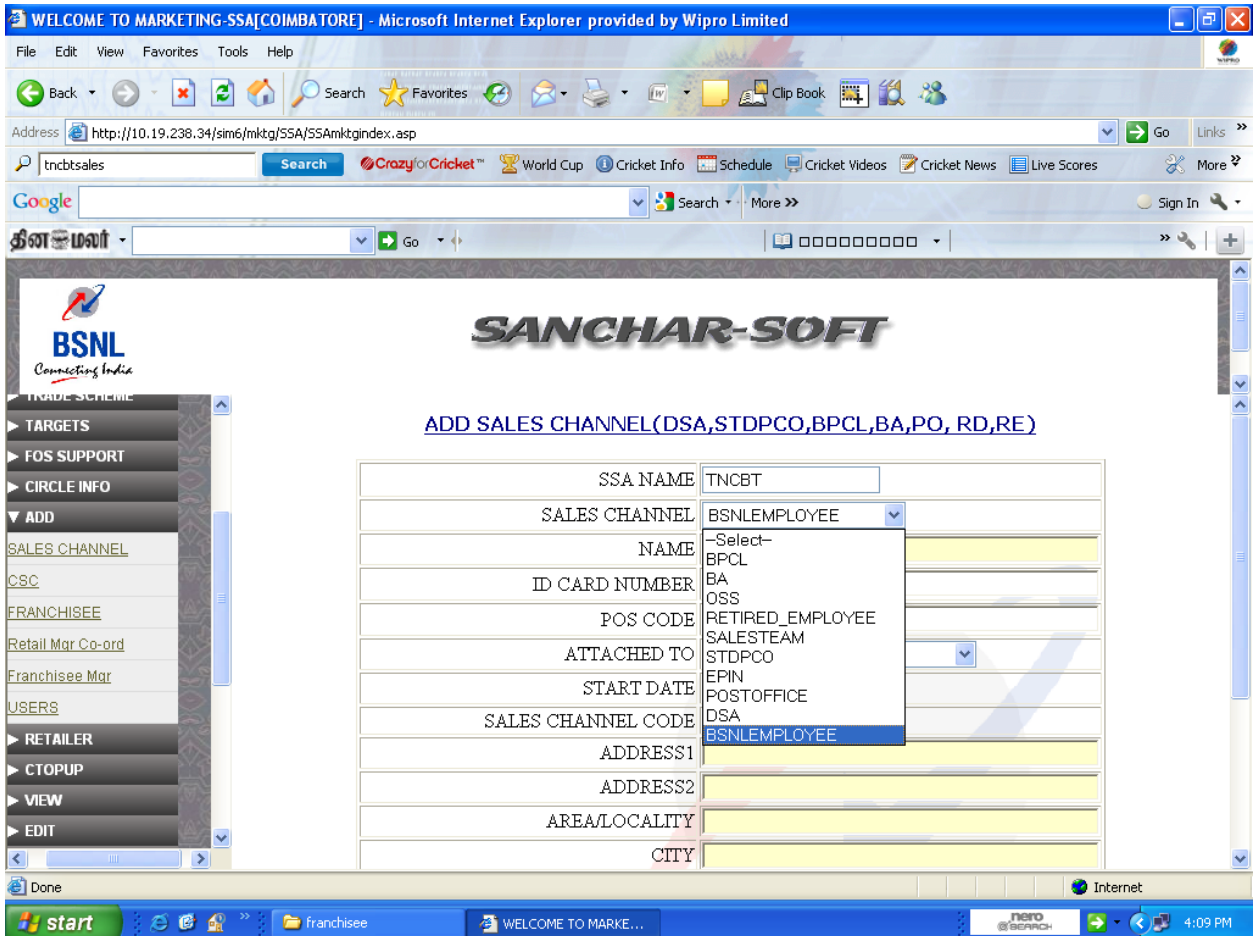 WELCOME TO MARKETING-SSA[COIMBATORE] - Microsoft Internet Explorer provided by Wipro Limited
File Edit View Favorites Tools Help
WIPRO
Back Search Favorites Clip Book
Address http://10.19.238.34/sim6/mktg/SSA/SSAmktgindex.asp Go Links »
tncbtsales Search CrazyforCricket™ World Cup Cricket Info Schedule Cricket Videos Cricket News Live Scores More
Google Search More >> Sign In
தினமலர் Go »
BSNL
Connecting India
SANCHAR-SOFT
TRADE SCHEME
TARGETS
FOS SUPPORT
CIRCLE INFO
ADD
SALES CHANNEL
CSC
FRANCHISEE
Retail Mgr Co-ord
Franchisee Mgr
USERS
RETAILER
CTOPUP
VIEW
EDIT
ADD SALES CHANNEL(DSA,STDPCO,BPCL,BA,PO, RD,RE)
SSA NAME TNCBT
SALES CHANNEL BSNLEMPLOYEE
NAME
ID CARD NUMBER
POS CODE
ATTACHED TO
START DATE
SALES CHANNEL CODE
ADDRESS1
ADDRESS2
AREA/LOCALITY
CITY
--Select--
BPCL
BA
OSS
RETIRED_EMPLOYEE
SALESTEAM
STDPCO
EPIN
POSTOFFICE
DSA
BSNLEMPLOYEE
Done Internet
start franchisee WELCOME TO MARKE... nero SEARCH 4:09 PM